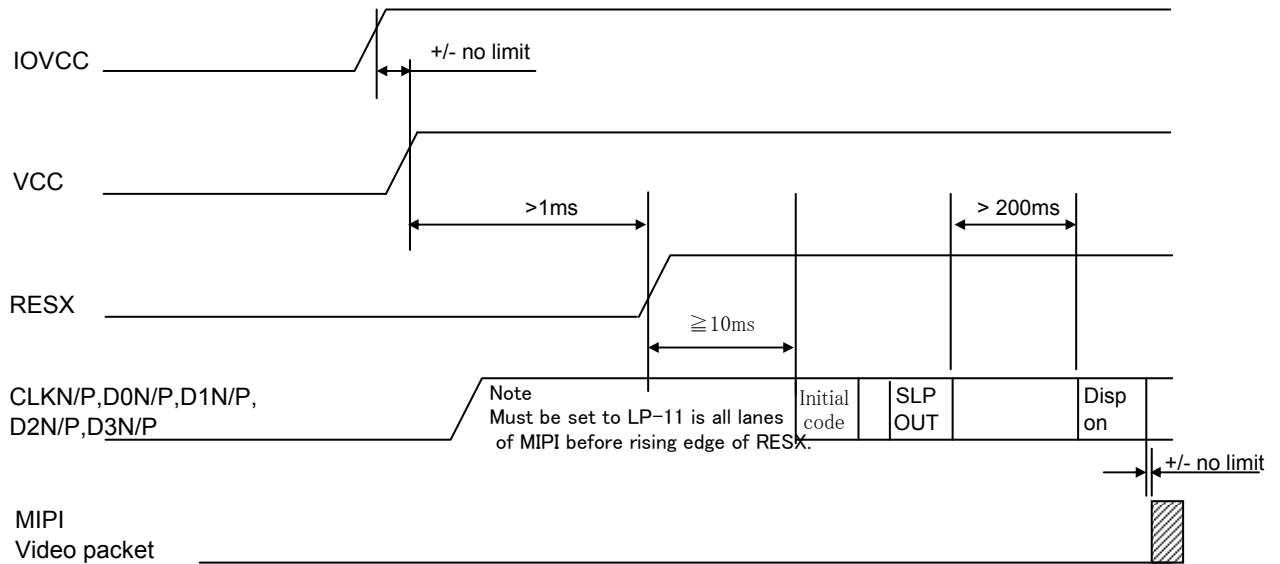 IOVCC
+/- no limit
VCC
>1ms
> 200ms
RESX
≧10ms
CLKN/P,D0N/P,D1N/P,
D2N/P,D3N/P
Note
Must be set to LP-11 is all lanes
of MIPI before rising edge of RESX.
Initial
code
SLP
OUT
Disp
on
+/- no limit
MIPI
Video packet